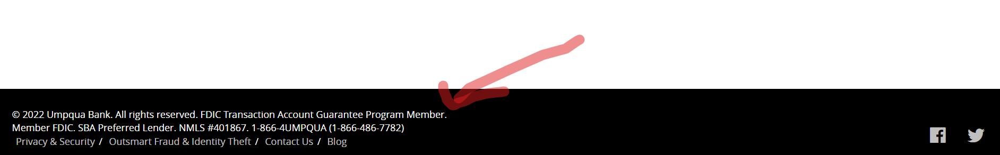 © 2022 Umpqua Bank. All rights reserved. FDIC Transaction Account Guarantee Program Member.
Member FDIC. SBA Preferred Lender. NMLS #401867. 1-866-4UMPQUA (1-866-486-7782)
Privacy & Security / Outsmart Fraud & Identity Theft / Contact Us / Blog